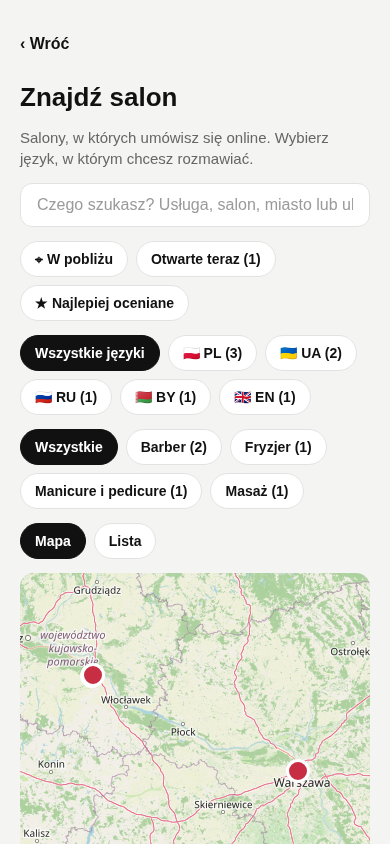 ‹ Wróć
Znajdź salon
Salony, w których umówisz się online. Wybierz
język, w którym chcesz rozmawiać.
Czego szukasz? Usługa, salon, miasto lub ul
⌖ W pobliżu
Otwarte teraz (1)
★ Najlepiej oceniane
Wszystkie języki
🇵🇱 PL (3)
🇺🇦 UA (2)
🇷🇺 RU (1)
🇧🇾 BY (1)
🇬🇧 EN (1)
Wszystkie
Barber (2)
Fryzjer (1)
Manicure i pedicure (1)
Masaż (1)
Mapa
Lista
Grudziądz
województwo
kujawsko-
pomorskie
Ostrołęk
Włocławek
Płock
Konin
Warszawa
Skierniewice
Kalisz